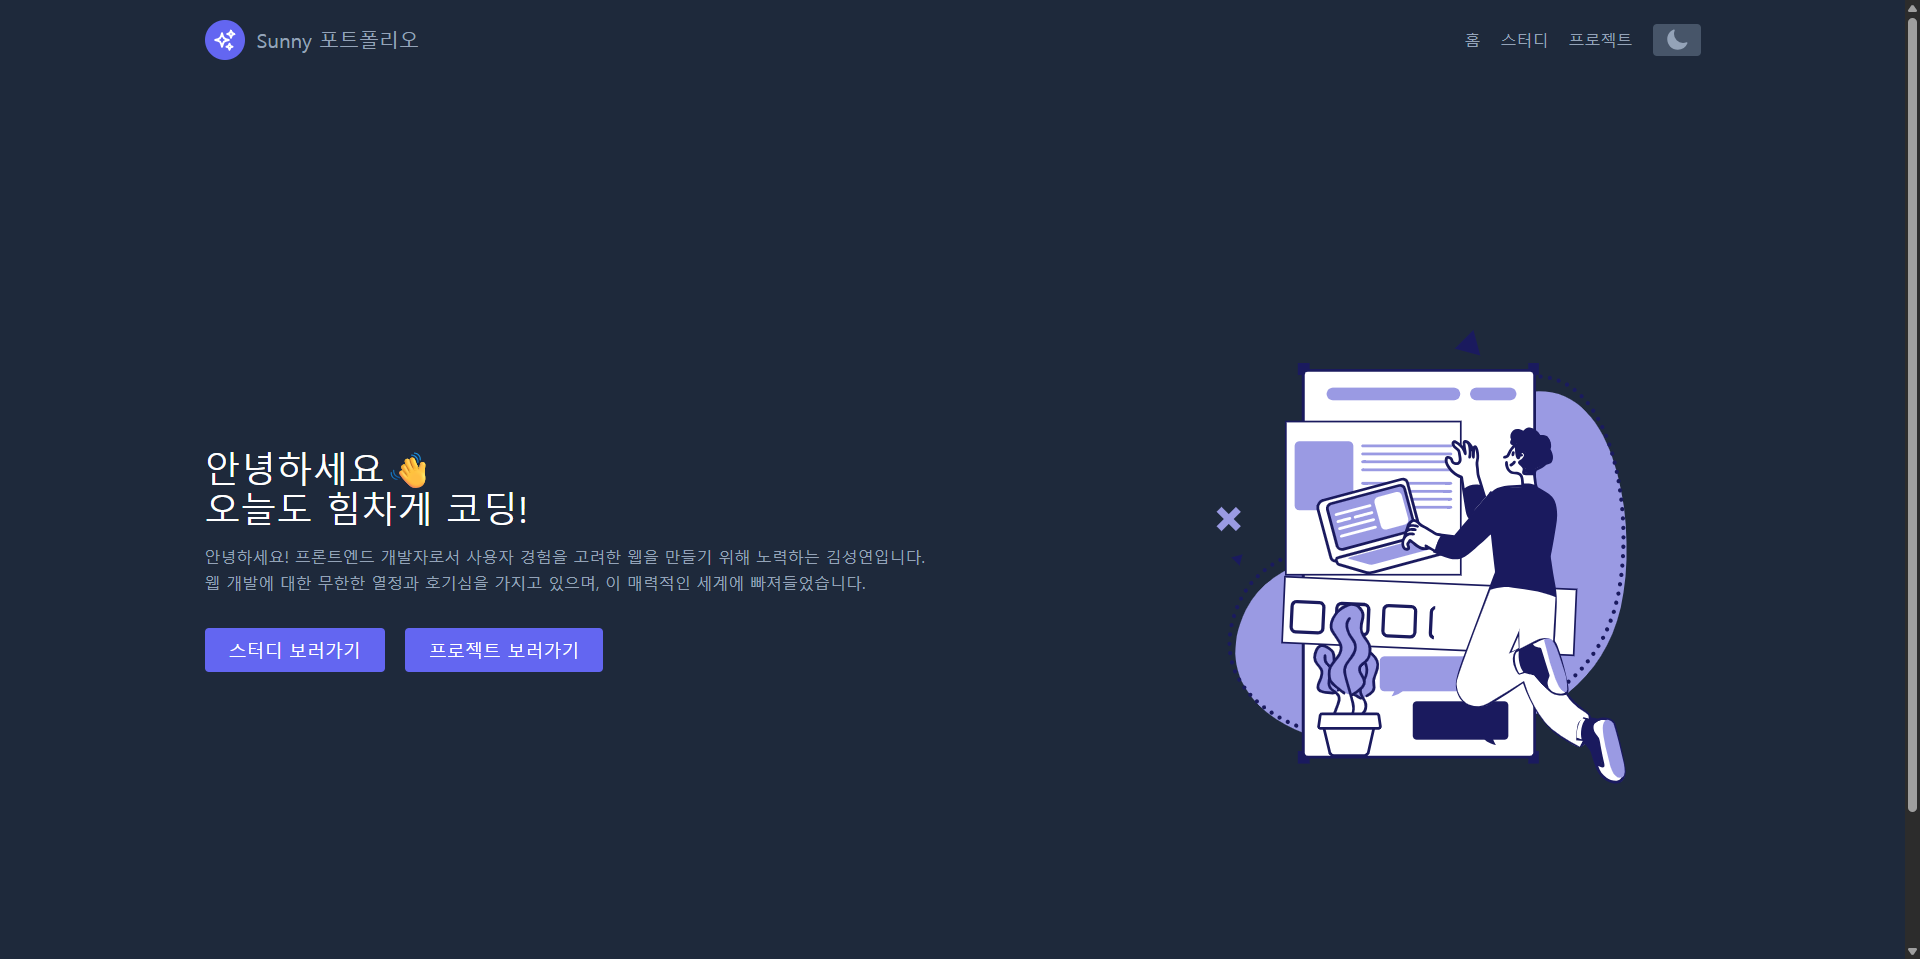 Sunny 포트폴리오
홈 스터디 프로젝트
안녕하세요👋
오늘도 힘차게 코딩!
안녕하세요! 프론트엔드 개발자로서 사용자 경험을 고려한 웹을 만들기 위해 노력하는 김성연입니다.
웹 개발에 대한 무한한 열정과 호기심을 가지고 있으며, 이 매력적인 세계에 빠져들었습니다.
스터디 보러가기
프로젝트 보러가기